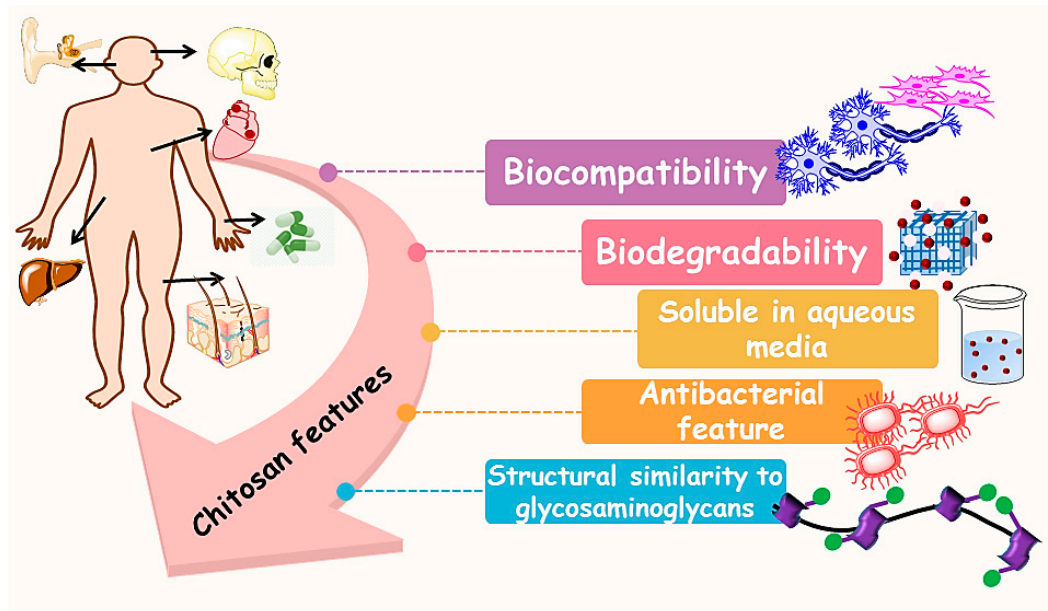 Biocompatibility
Biodegradability
Soluble in aqueous
media
Antibacterial
feature
Structural similarity to
glycosaminoglycans
Chitosan features